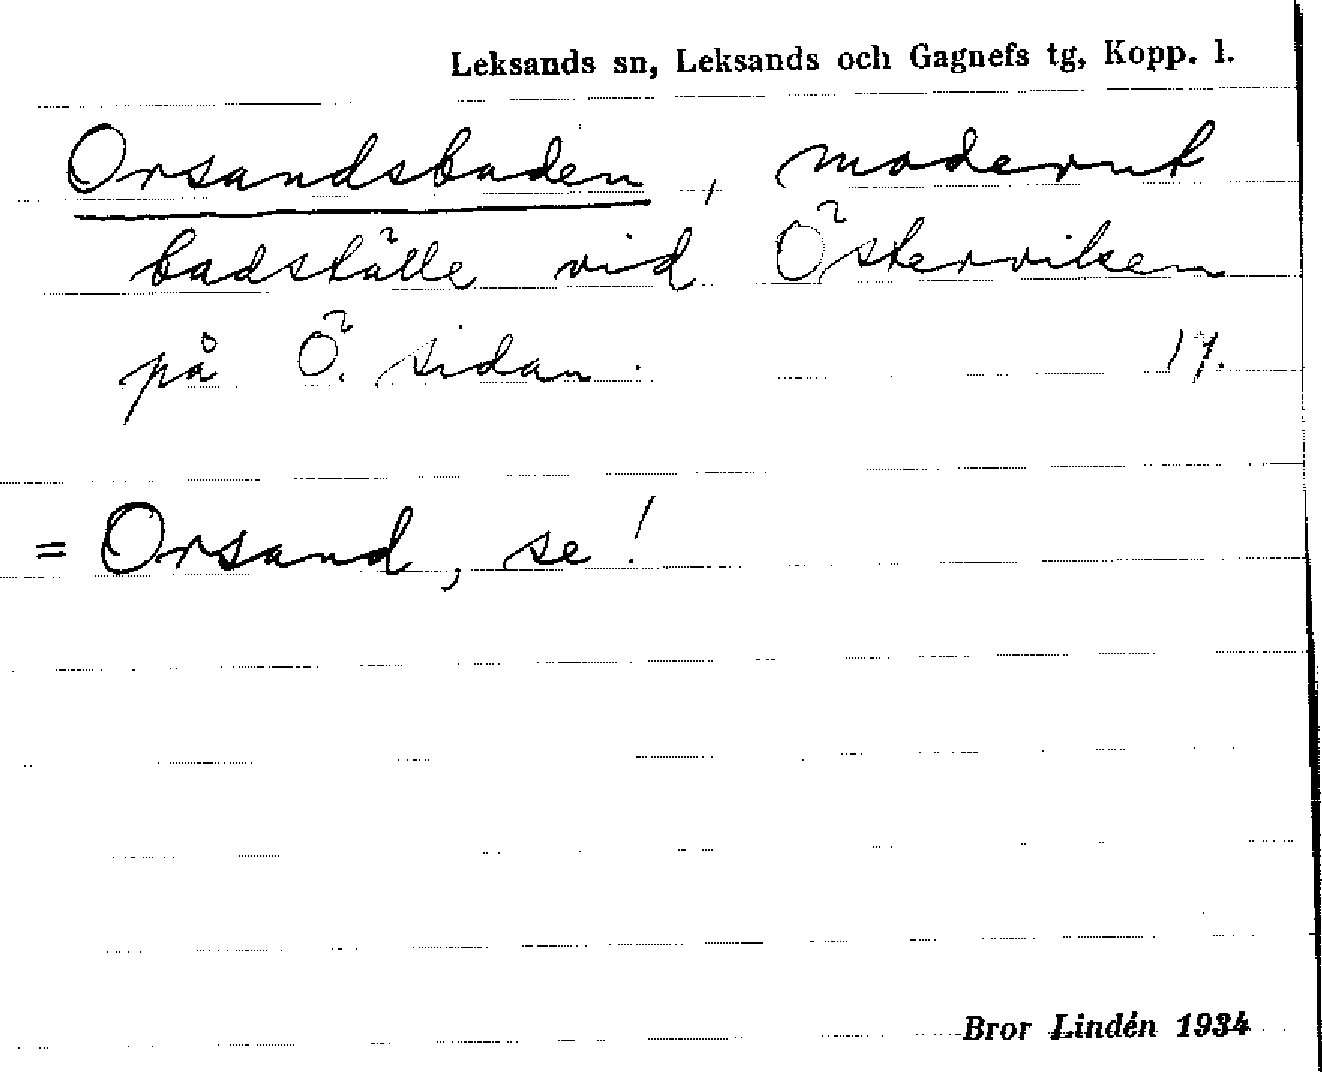 Leksands sn, Leksands och Gagnefs tg, Kopp. l.
Orsandsbaden, modernt
badställe vid Österviken
på Ö. sidan. 17.
= Orsand, se!
Bror Lindén 1934